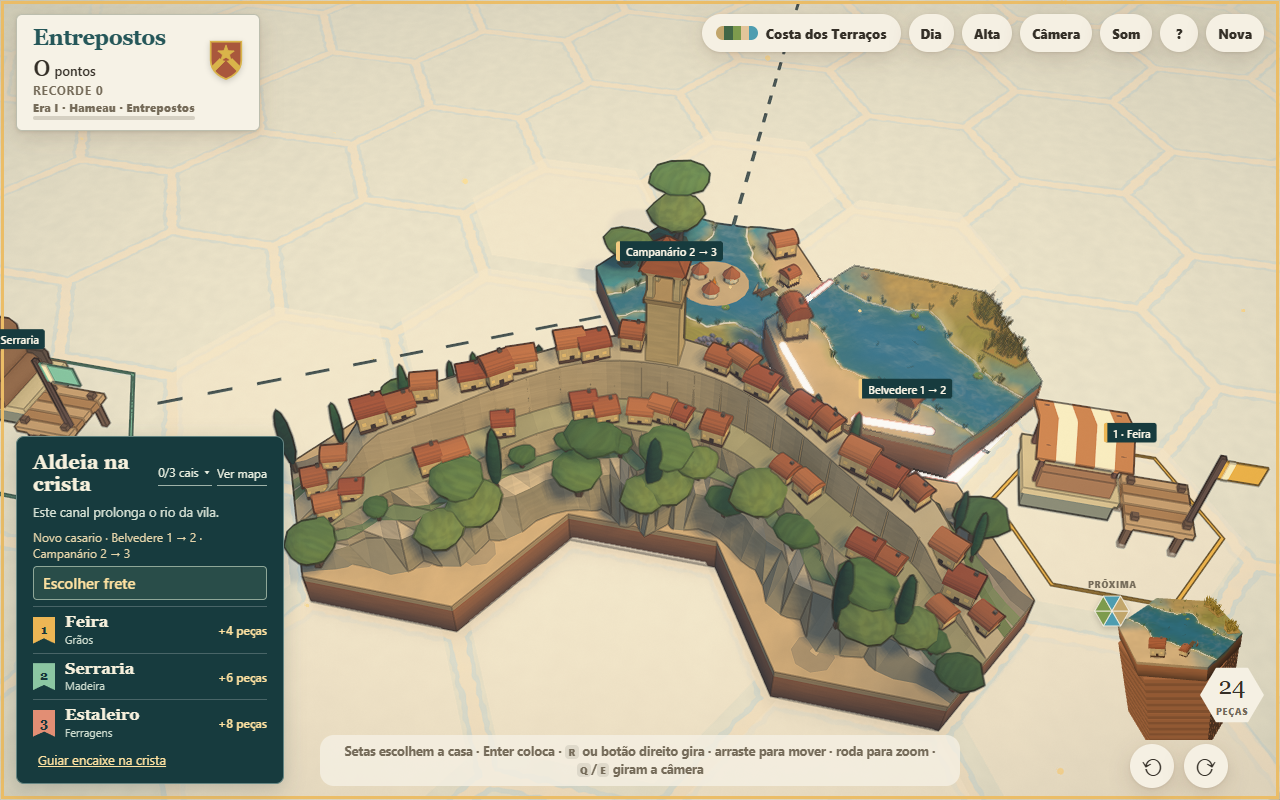 Entrepostos
0 pontos
RECORDE 0
Era I · Hameau · Entrepostos
Costa dos Terraços
Dia
Alta
Câmera
Som
?
Nova
Campanário 2 → 3
Serraria
Belvedere 1 → 2
1 · Feira
Aldeia na
crista
0/3 cais
Ver mapa
Este canal prolonga o rio da vila.
Novo casario · Belvedere 1 → 2 ·
Campanário 2 → 3
Escolher frete
1 Feira
Grãos
+4 peças
2 Serraria
Madeira
+6 peças
3 Estaleiro
Ferragens
+8 peças
Guiar encaixe na crista
PRÓXIMA
24
PEÇAS
Setas escolhem a casa · Enter coloca · R ou botão direito gira · arraste para mover · roda para zoom ·
Q / E giram a câmera